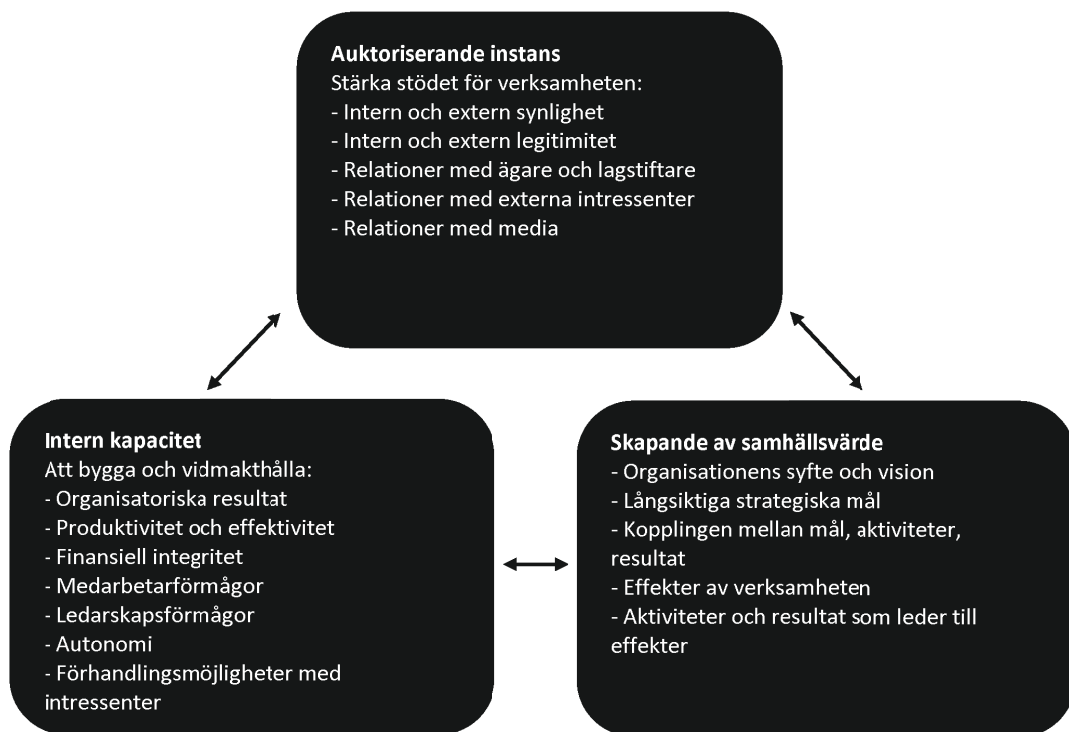 Auktoriserande instans
Stärka stödet för verksamheten:
- Intern och extern synlighet
- Intern och extern legitimitet
- Relationer med ägare och lagstiftare
- Relationer med externa intressenter
- Relationer med media
Intern kapacitet
Att bygga och vidmakthålla:
- Organisatoriska resultat
- Produktivitet och effektivitet
- Finansiell integritet
- Medarbetarförmågor
- Ledarskapsförmågor
- Autonomi
- Förhandlingsmöjligheter med
intressenter
Skapande av samhällsvärde
- Organisationens syfte och vision
- Långsiktiga strategiska mål
- Kopplingen mellan mål, aktiviteter,
resultat
- Effekter av verksamheten
- Aktiviteter och resultat som leder till
effekter